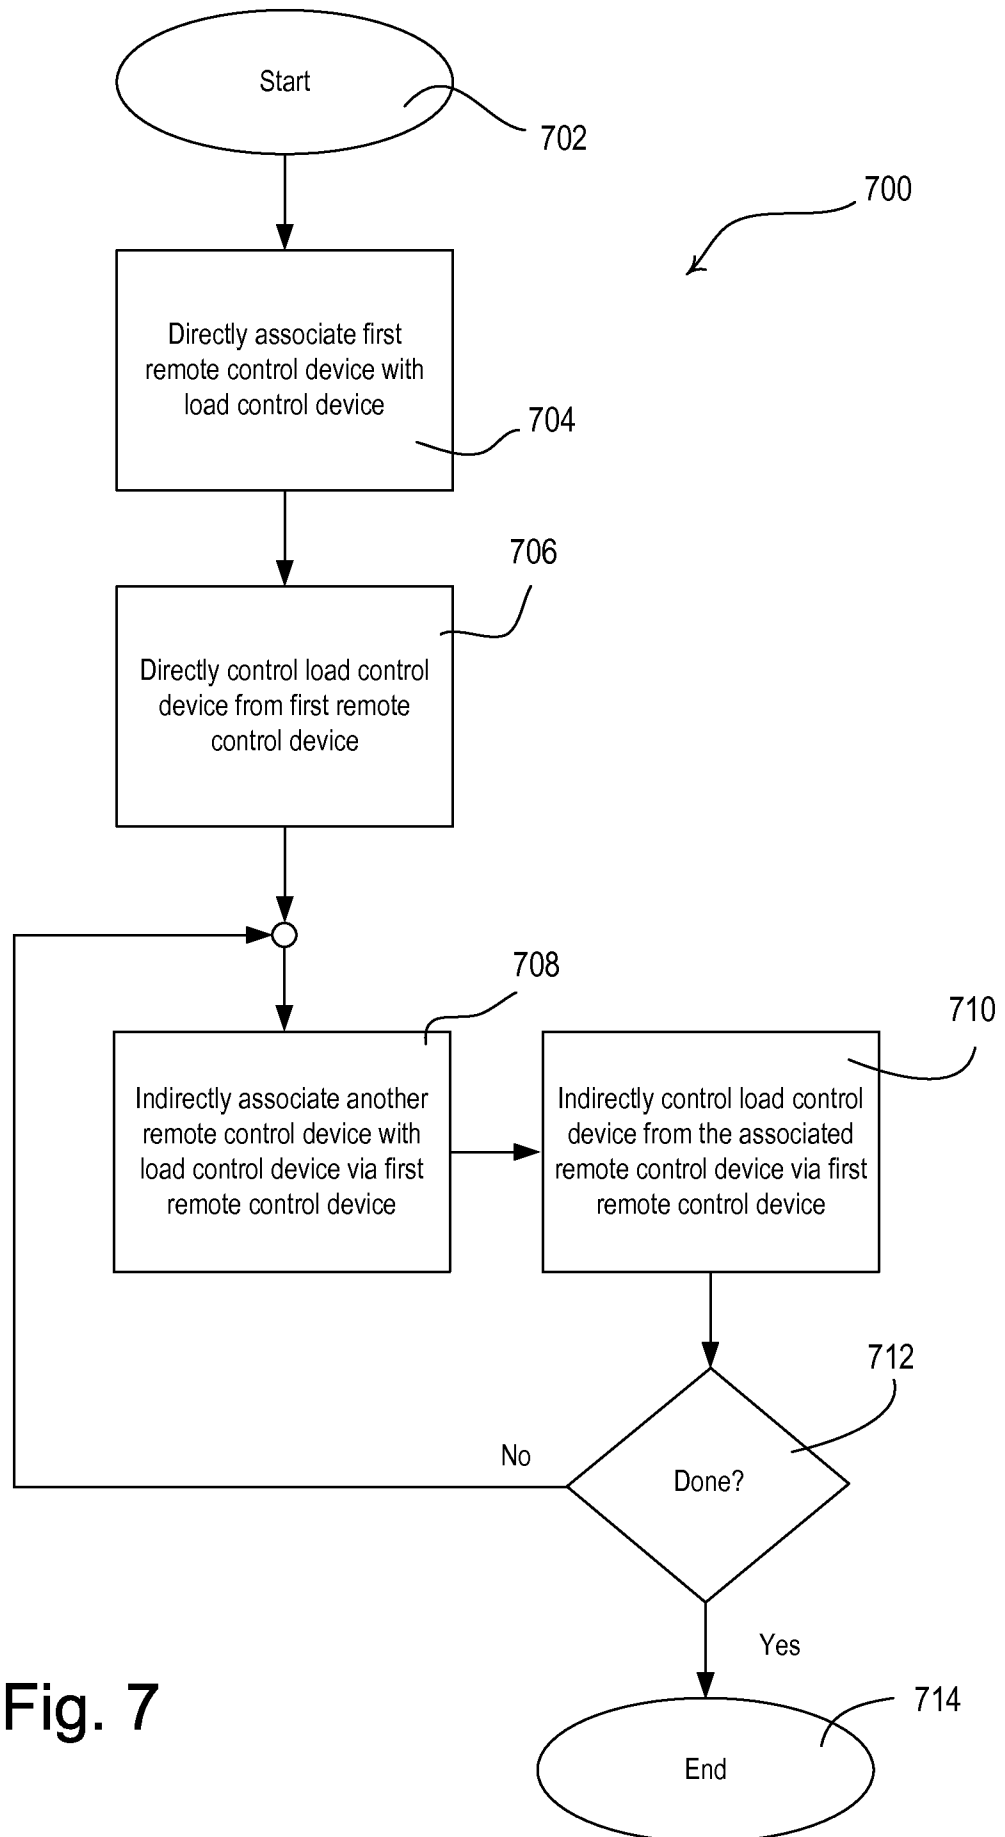 Start
702
700
Directly associate first
remote control device with
load control device
704
706
Directly control load control
device from first remote
control device
708
710
Indirectly associate another
remote control device with
load control device via first
remote control device
Indirectly control load control
device from the associated
remote control device via first
remote control device
712
No
Done?
Yes
Fig. 7
714
End